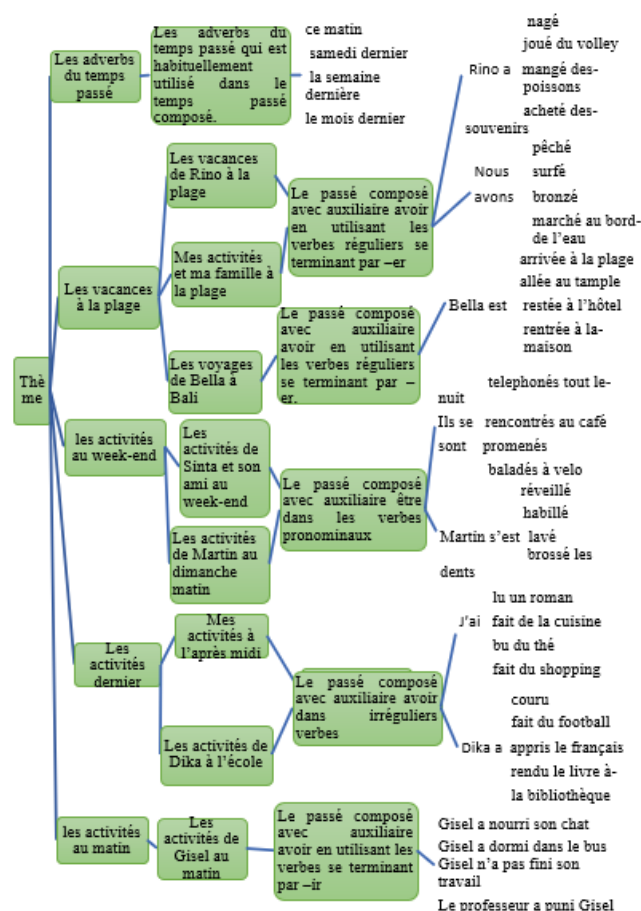 Thè
me
Les adverbs
du temps
passé
Les adverbs du
temps passé qui est
habituellement
utilisé dans le
temps passé
composé.
ce matin
samedi dernier
la semaine
dernière
le mois dernier
Les vacances
à la plage
Les vacances
de Rino à la
plage
Mes activités
et ma famille à
la plage
Le passé composé
avec auxiliaire avoir
en utilisant les
verbes réguliers se
terminant par –er
Rino a
nagé
joué du volley
mangé des-
poissons
acheté des-
souvenirs
Nous
avons
pêché
surfé
bronzé
marché au bord-
de l’eau
Les voyages
de Bella à
Bali
Le passé composé
avec auxiliaire
avoir en utilisant
les verbes réguliers
se terminant par –
er.
Bella est
arrivée à la plage
allée au tample
restée à l’hôtel
rentrée à la-
maison
les activités
au week-end
Les
activités de
Sinta et son
ami au
week-end
Les activités
de Martin au
dimanche
matin
Le passé composé
avec auxiliaire être
dans les verbes
pronominaux
Ils se
sont
telephonés tout le-
nuit
rencontrés au café
promenés
baladés à velo
Martin s’est
réveillé
habillé
lavé
brossé les
dents
Les
activités
dernier
Mes
activités à
l’après midi
Les activités de
Dika à l’école
Le passé composé
avec auxiliaire avoir
dans irréguliers
verbes
J’ai
lu un roman
fait de la cuisine
bu du thé
fait du shopping
Dika a
couru
fait du football
appris le français
rendu le livre à-
la bibliothèque
les activités
au matin
Les
activités de
Gisel au
matin
Le passé composé
avec auxiliaire
avoir en utilisant les
verbes se terminant
par –ir
Gisel a nourri son chat
Gisel a dormi dans le bus
Gisel n’a pas fini son
travail
Le professeur a puni Gisel